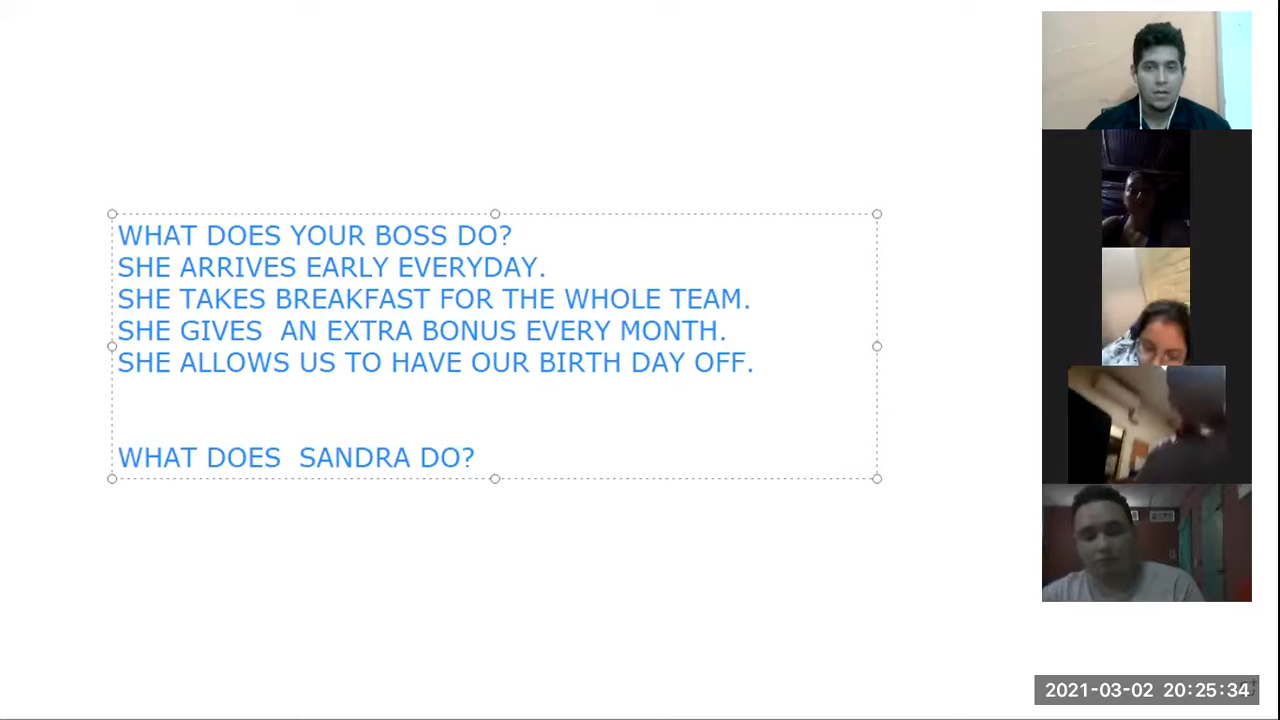 WHAT DOES YOUR BOSS DO?
SHE ARRIVES EARLY EVERYDAY.
SHE TAKES BREAKFAST FOR THE WHOLE TEAM.
SHE GIVES  AN EXTRA BONUS EVERY MONTH.
SHE ALLOWS US TO HAVE OUR BIRTH DAY OFF.
WHAT DOES  SANDRA DO?
2021-03-02 20:25:34